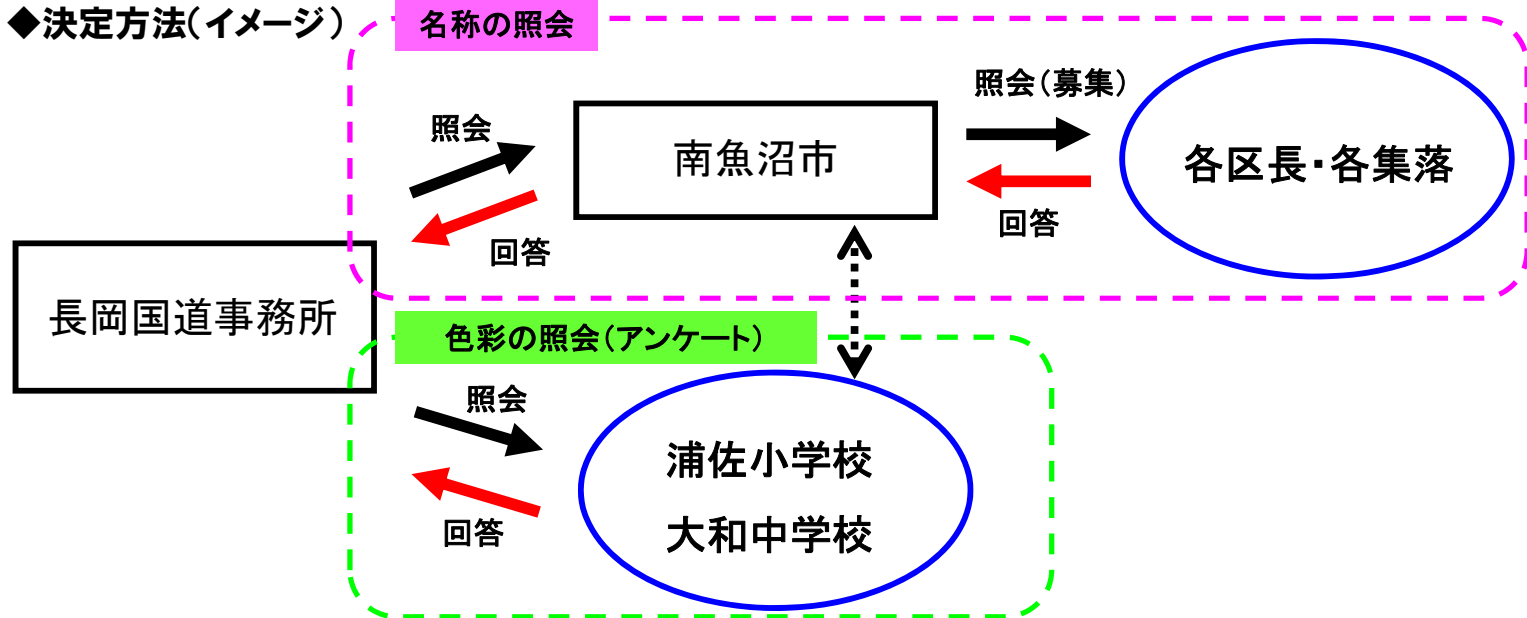 ◆決定方法(イメージ)
名称の照会
照会(募集)
照会
南魚沼市
各区長・各集落
回答
回答
長岡国道事務所
色彩の照会(アンケート)
照会
浦佐小学校
大和中学校
回答